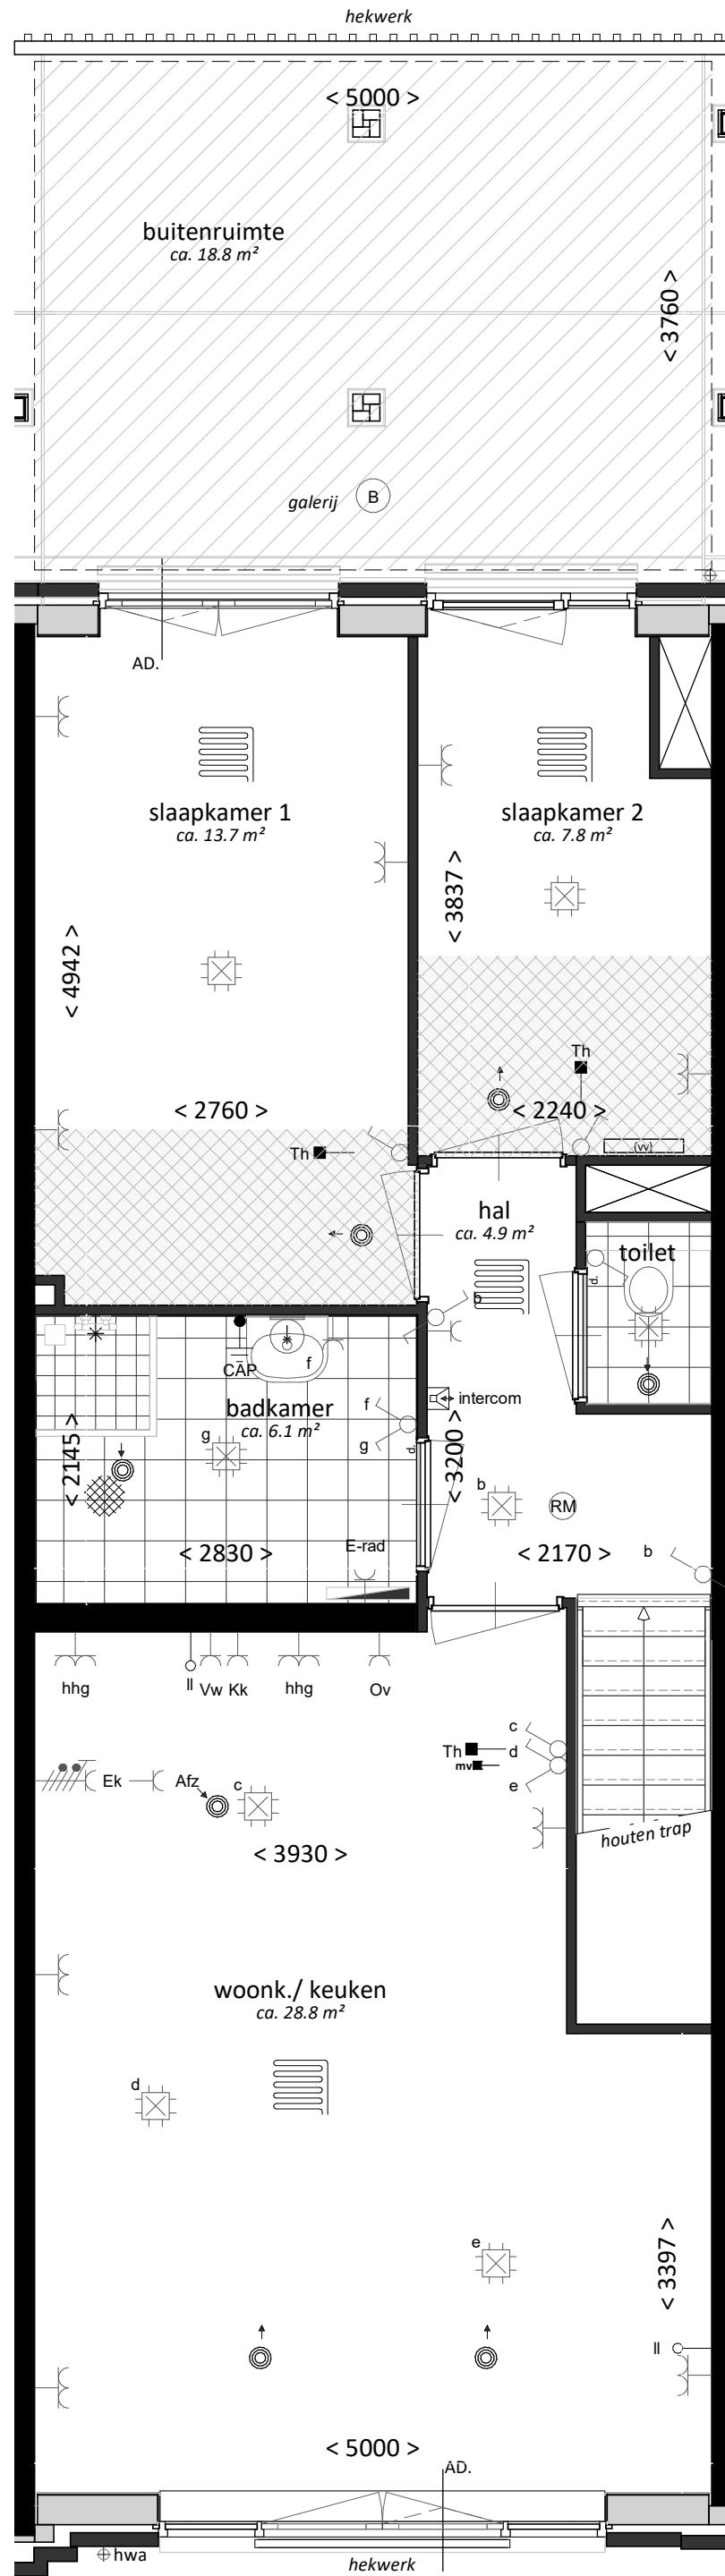 hekwerk
< 5000 >
buitenruimte
ca. 18.8 m²
< 3760 >
galerij
B
AD.
slaapkamer 1
ca. 13.7 m²
slaapkamer 2
ca. 7.8 m²
< 3837 >
< 4942 >
Th
< 2760 >
< 2240 >
Th
(vv)
hal
ca. 4.9 m²
toilet
d.
b
CAP
f
badkamer
ca. 6.1 m²
intercom
f
g
g
d.
< 2145 >
< 3200 >
b
RM
E-rad
< 2830 >
< 2170 >
b
hhg
ll
Vw
Kk
hhg
Ov
c
Th
d
mv
e
Ek
Afz
c
houten trap
< 3930 >
woonk./ keuken
ca. 28.8 m²
d
e
< 3397 >
ll
< 5000 >
AD.
hwa
hekwerk